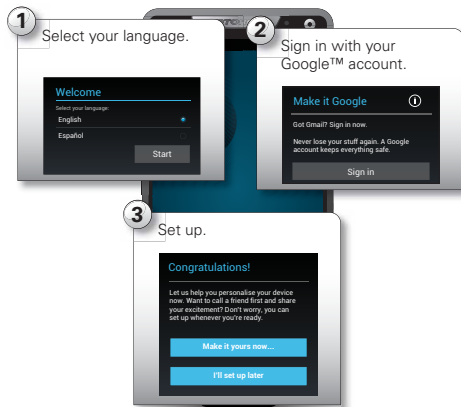 1
Select your language.
Welcome
Select your language:
English
Español
Start
2
Sign in with your
Google™ account.
Make it Google
Got Gmail? Sign in now.
Never lose your stuff again. A Google
account keeps everything safe.
Sign in
3
Set up.
Congratulations!
Let us help you personalise your device
now. Want to call a friend first and share
your excitement? Don't worry, you can
set up whenever you're ready.
Make it yours now...
I'll set up later